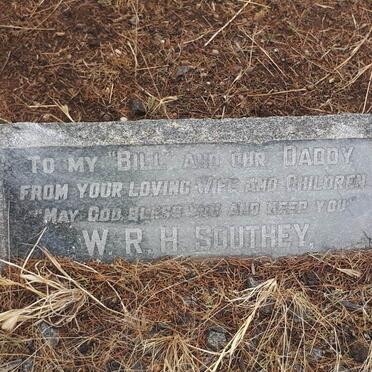 TO MY "BILL" AND OUR DADDY
FROM YOUR LOVING WIFE AND CHILDREN
"MAY GOD BLESS YOU AND KEEP YOU"
W. R. H. SOUTHEY.